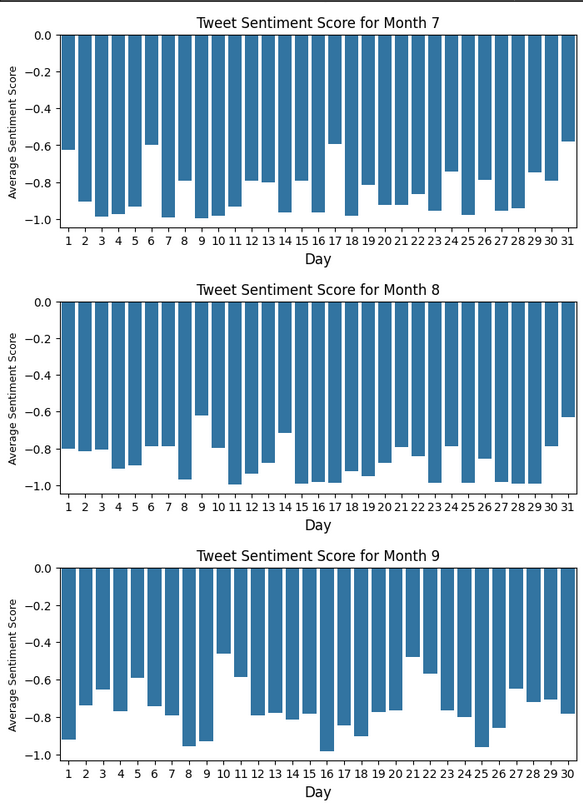 Tweet Sentiment Score for Month 7
0.0
−0.2
−0.4
−0.6
−0.8
−1.0
Average Sentiment Score
1 2 3 4 5 6 7 8 9 10 11 12 13 14 15 16 17 18 19 20 21 22 23 24 25 26 27 28 29 30 31
Day
Tweet Sentiment Score for Month 8
0.0
−0.2
−0.4
−0.6
−0.8
−1.0
Average Sentiment Score
1 2 3 4 5 6 7 8 9 10 11 12 13 14 15 16 17 18 19 20 21 22 23 24 25 26 27 28 29 30 31
Day
Tweet Sentiment Score for Month 9
0.0
−0.2
−0.4
−0.6
−0.8
−1.0
Average Sentiment Score
1 2 3 4 5 6 7 8 9 10 11 12 13 14 15 16 17 18 19 20 21 22 23 24 25 26 27 28 29 30
Day